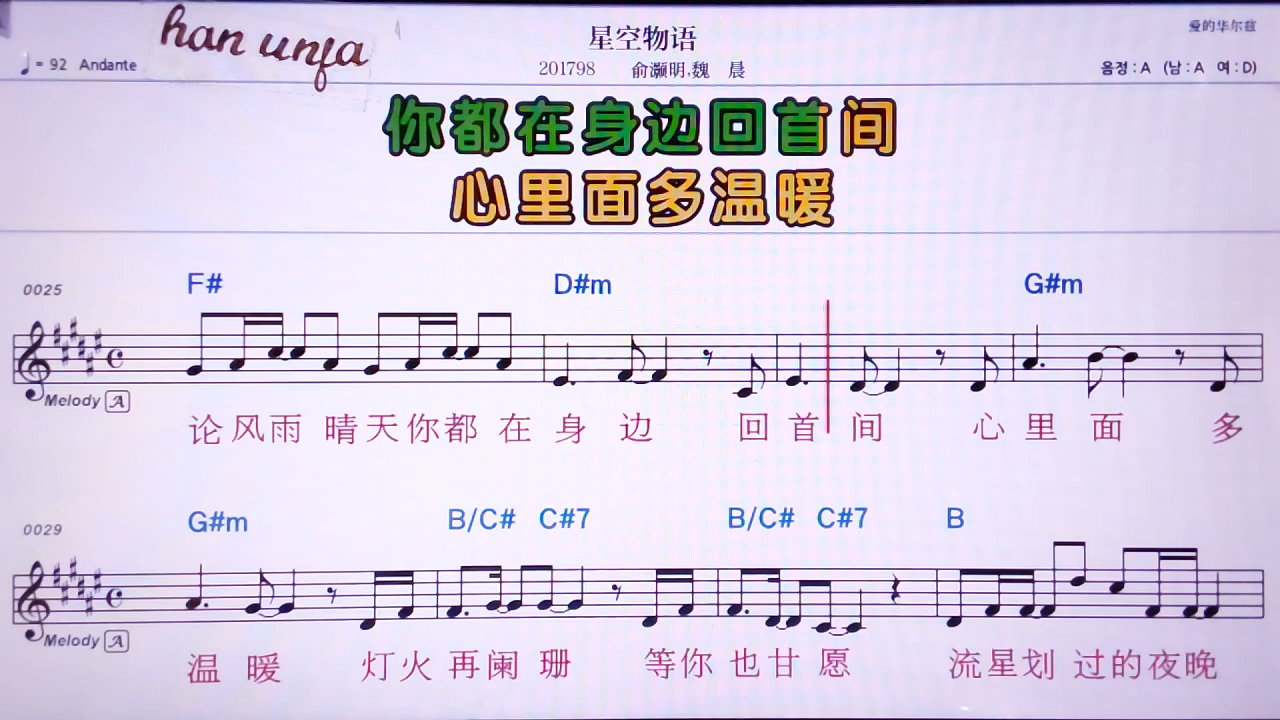 han unfa
星空物语
爱的华尔兹
♩= 92 Andante
201798 俞灏明,魏 晨
음정 : A (남 : A 여 : D)
你都在身边回首间
心里面多温暖
0025
F# D#m G#m
Melody A
论风雨 晴天你都 在 身 边 回 首 间 心 里 面 多
0029
G#m B/C# C#7 B/C# C#7 B
Melody A
温 暖 灯火 再阑 珊 等你 也甘 愿 流星划 过的夜晚